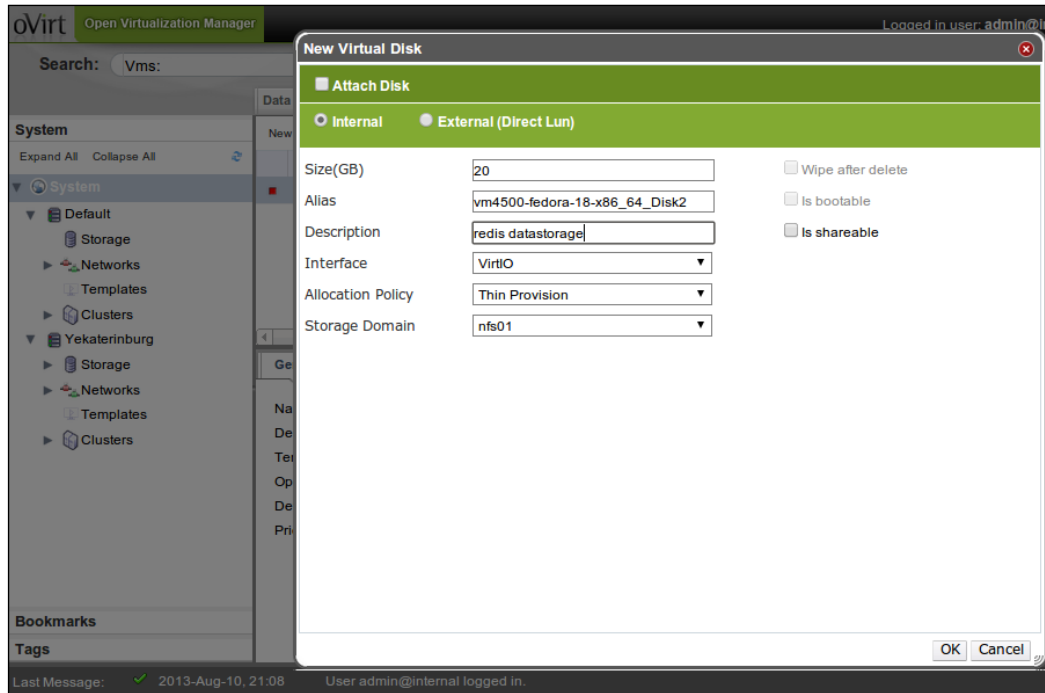 oVirt Open Virtualization Manager
Logged in user: admin@in
Search: Vms:
Data
New
System
Expand All Collapse All
System
Default
Storage
Networks
Templates
Clusters
Yekaterinburg
Storage
Networks
Templates
Clusters
Bookmarks
Tags
Ge
Na
De
Ter
Op
De
Pri
New Virtual Disk
Attach Disk
Internal External (Direct Lun)
Size(GB) 20 Wipe after delete
Alias vm4500-fedora-18-x86_64_Disk2 Is bootable
Description redis datastorage Is shareable
Interface VirtIO
Allocation Policy Thin Provision
Storage Domain nfs01
OK Cancel
Last Message: 2013-Aug-10, 21:08 User admin@internal logged in.